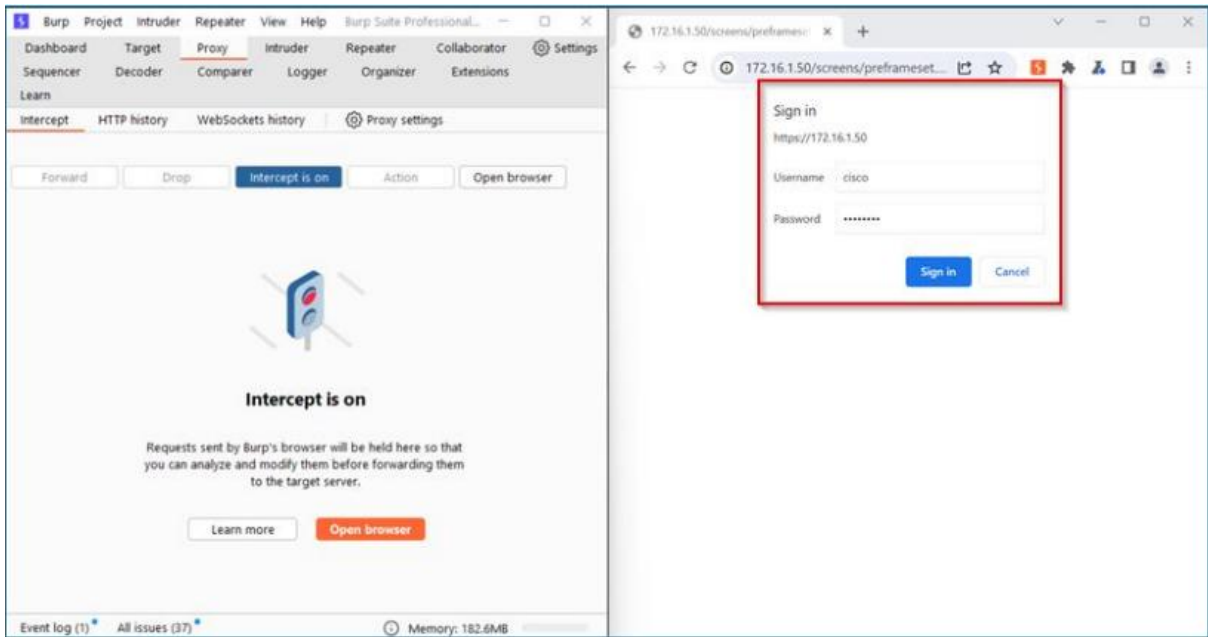 Burp Project Intruder Repeater View Help Burp Suite Professional...
Dashboard Target Proxy Intruder Repeater Collaborator Settings
Sequencer Decoder Comparer Logger Organizer Extensions
Learn
Intercept HTTP history WebSockets history Proxy settings
Forward Drop Intercept is on Action Open browser
Intercept is on
Requests sent by Burp's browser will be held here so that
you can analyze and modify them before forwarding them
to the target server.
Learn more Open browser
Event log (1) All issues (37) Memory: 182.6MB
172.16.1.50/screens/preframese
172.16.1.50/screens/preframeset...
Sign in
https://172.16.1.50
Username cisco
Password ••••••••
Sign in Cancel